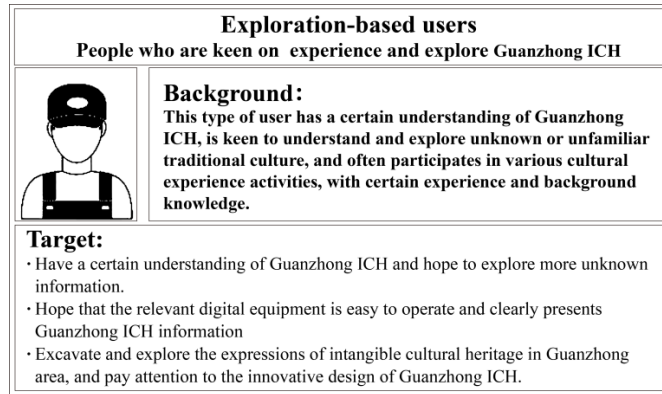 Exploration-based users
People who are keen on experience and explore Guanzhong ICH
Background:
This type of user has a certain understanding of Guanzhong
ICH, is keen to understand and explore unknown or unfamiliar
traditional culture, and often participates in various cultural
experience activities, with certain experience and background
knowledge.
Target:
· Have a certain understanding of Guanzhong ICH and hope to explore more unknown
information.
· Hope that the relevant digital equipment is easy to operate and clearly presents
Guanzhong ICH information
· Excavate and explore the expressions of intangible cultural heritage in Guanzhong
area, and pay attention to the innovative design of Guanzhong ICH.